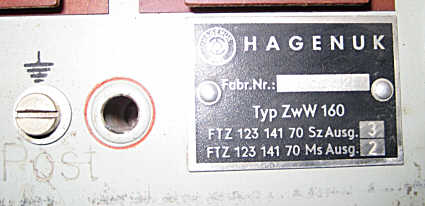 HAGENUK
Fabr.Nr.:
Typ ZwW 160
FTZ 123 141 70 Sz Ausg. 3
FTZ 123 141 70 Ms Ausg. 2
Post